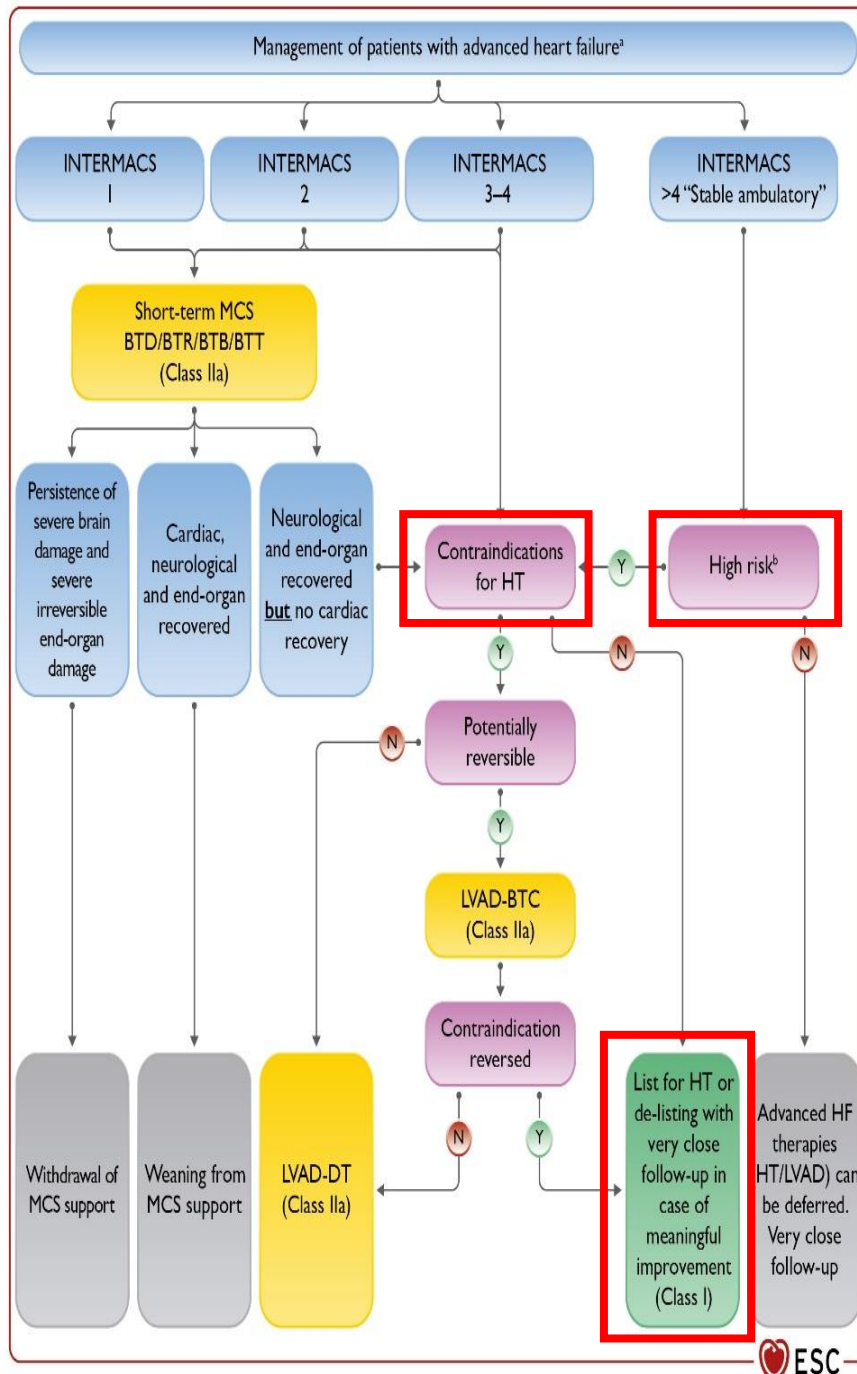 Management of patients with advanced heart failureᵃ
INTERMACS
1
INTERMACS
2
INTERMACS
3–4
INTERMACS
>4 “Stable ambulatory”
Short-term MCS
BTD/BTR/BTB/BTT
(Class IIa)
Persistence of
severe brain
damage and
severe
irreversible
end-organ
damage
Cardiac,
neurological
and end-organ
recovered
Neurological
and end-organ
recovered
but no cardiac
recovery
Contraindications
for HT
Y
High riskᵇ
Y
N
N
Potentially
reversible
N
Y
LVAD-BTC
(Class IIa)
Contraindication
reversed
N
Y
Withdrawal of
MCS support
Weaning from
MCS support
LVAD-DT
(Class IIa)
List for HT or
de-listing with
very close
follow-up in
case of
meaningful
improvement
(Class I)
Advanced HF
therapies
HT/LVAD) can
be deferred.
Very close
follow-up
ESC